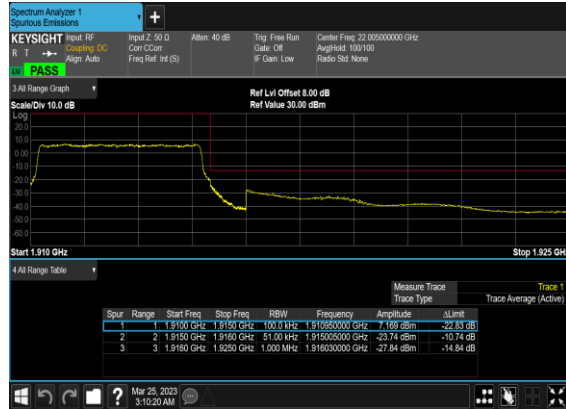 Spectrum Analyzer 1
Spurious Emissions
+
KEYSIGHT Input: RF Input Z: 50 Ω Atten: 40 dB Trig: Free Run Center Freq: 22.005000000 GHz
R T Coupling: DC Corr CCorr Gate: Off Avg|Hold: 100/100
Align: Auto Freq Ref: Int (S) IF Gain: Low Radio Std: None
PASS
3 All Range Graph
Ref Lvl Offset 8.00 dB
Scale/Div 10.0 dB Ref Value 30.00 dBm
Log
20.0
10.0
0.00
-10.0
-20.0
-30.0
-40.0
-50.0
-60.0
Start 1.910 GHz Stop 1.925 GH
4 All Range Table
Measure Trace Trace 1
Trace Type Trace Average (Active)
Spur Range Start Freq Stop Freq RBW Frequency Amplitude ΔLimit
1 1 1.9100 GHz 1.9150 GHz 100.0 kHz 1.910950000 GHz 7.169 dBm -22.83 dB
2 2 1.9150 GHz 1.9160 GHz 51.00 kHz 1.915005000 GHz -23.74 dBm -10.74 dB
3 3 1.9160 GHz 1.9250 GHz 1.000 MHz 1.916030000 GHz -27.84 dBm -14.84 dB
? Mar 25, 2023
3:10:20 AM